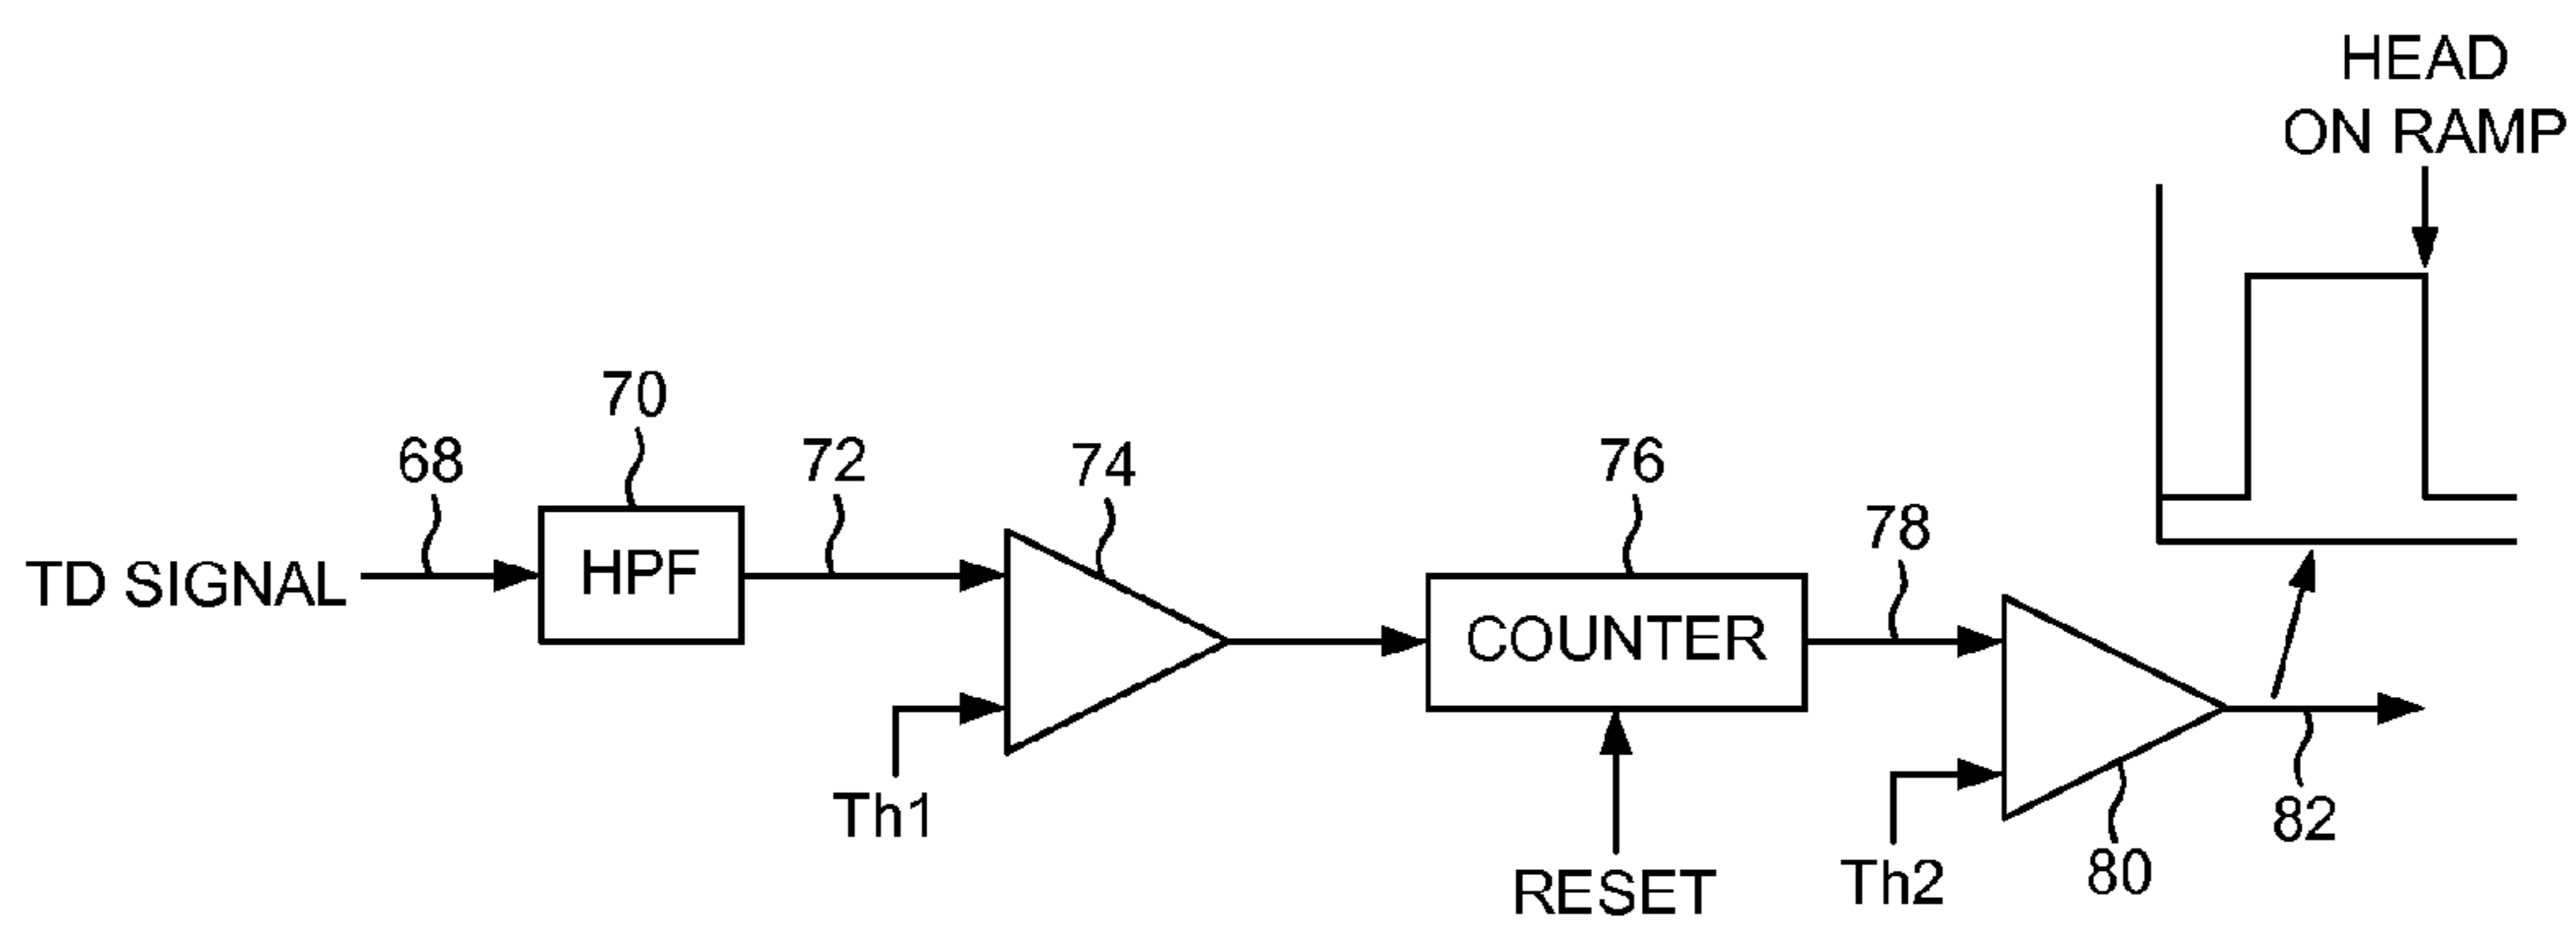 HEAD
ON RAMP
70
68
72
74
76
78
TD SIGNAL
HPF
COUNTER
Th1
RESET
Th2
80
82